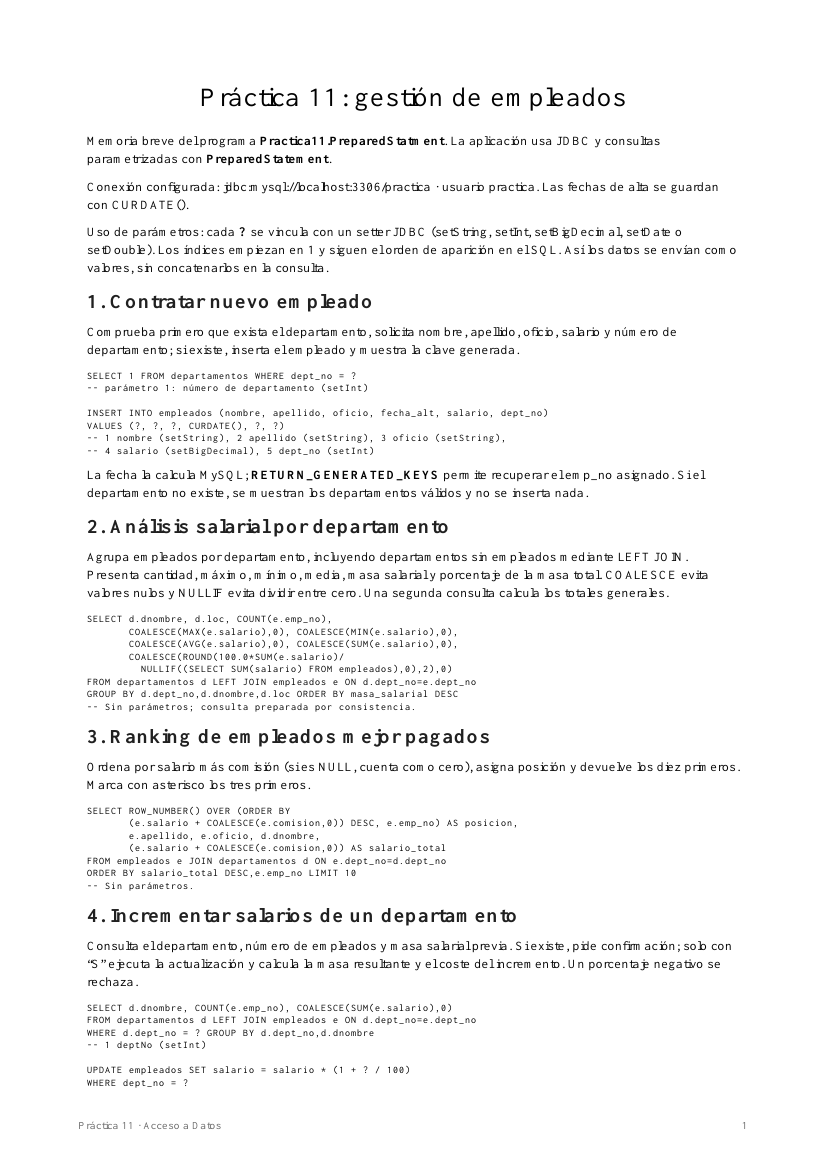 Práctica 11: gestión de empleados
Memoria breve del programa Practica11.PreparedStatment. La aplicación usa JDBC y consultas
parametrizadas con PreparedStatement.
Conexión configurada: jdbc:mysql://localhost:3306/practica · usuario practica. Las fechas de alta se guardan
con CURDATE().
Uso de parámetros: cada ? se vincula con un setter JDBC (setString, setInt, setBigDecimal, setDate o
setDouble). Los índices empiezan en 1 y siguen el orden de aparición en el SQL. Así los datos se envían como
valores, sin concatenarlos en la consulta.
1. Contratar nuevo empleado
Comprueba primero que exista el departamento, solicita nombre, apellido, oficio, salario y número de
departamento; si existe, inserta el empleado y muestra la clave generada.
SELECT 1 FROM departamentos WHERE dept_no = ?
-- parámetro 1: número de departamento (setInt)
INSERT INTO empleados (nombre, apellido, oficio, fecha_alt, salario, dept_no)
VALUES (?, ?, ?, CURDATE(), ?, ?)
-- 1 nombre (setString), 2 apellido (setString), 3 oficio (setString),
-- 4 salario (setBigDecimal), 5 dept_no (setInt)
La fecha la calcula MySQL; RETURN_GENERATED_KEYS permite recuperar el emp_no asignado. Si el
departamento no existe, se muestran los departamentos válidos y no se inserta nada.
2. Análisis salarial por departamento
Agrupa empleados por departamento, incluyendo departamentos sin empleados mediante LEFT JOIN.
Presenta cantidad, máximo, mínimo, media, masa salarial y porcentaje de la masa total. COALESCE evita
valores nulos y NULLIF evita dividir entre cero. Una segunda consulta calcula los totales generales.
SELECT d.dnombre, d.loc, COUNT(e.emp_no),
COALESCE(MAX(e.salario),0), COALESCE(MIN(e.salario),0),
COALESCE(AVG(e.salario),0), COALESCE(SUM(e.salario),0),
COALESCE(ROUND(100.0*SUM(e.salario)/
NULLIF((SELECT SUM(salario) FROM empleados),0),2),0)
FROM departamentos d LEFT JOIN empleados e ON d.dept_no=e.dept_no
GROUP BY d.dept_no,d.dnombre,d.loc ORDER BY masa_salarial DESC
-- Sin parámetros; consulta preparada por consistencia.
3. Ranking de empleados mejor pagados
Ordena por salario más comisión (si es NULL, cuenta como cero), asigna posición y devuelve los diez primeros.
Marca con asterisco los tres primeros.
SELECT ROW_NUMBER() OVER (ORDER BY
(e.salario + COALESCE(e.comision,0)) DESC, e.emp_no) AS posicion,
e.apellido, e.oficio, d.dnombre,
(e.salario + COALESCE(e.comision,0)) AS salario_total
FROM empleados e JOIN departamentos d ON e.dept_no=d.dept_no
ORDER BY salario_total DESC,e.emp_no LIMIT 10
-- Sin parámetros.
4. Incrementar salarios de un departamento
Consulta el departamento, número de empleados y masa salarial previa. Si existe, pide confirmación; solo con
“S” ejecuta la actualización y calcula la masa resultante y el coste del incremento. Un porcentaje negativo se
rechaza.
SELECT d.dnombre, COUNT(e.emp_no), COALESCE(SUM(e.salario),0)
FROM departamentos d LEFT JOIN empleados e ON d.dept_no=e.dept_no
WHERE d.dept_no = ? GROUP BY d.dept_no,d.dnombre
-- 1 deptNo (setInt)
UPDATE empleados SET salario = salario * (1 + ? / 100)
WHERE dept_no = ?
Práctica 11 · Acceso a Datos
1